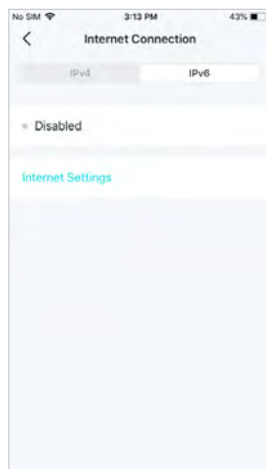 No SIM 3:13 PM 43%
Internet Connection
IPv4 IPv6
Disabled
Internet Settings